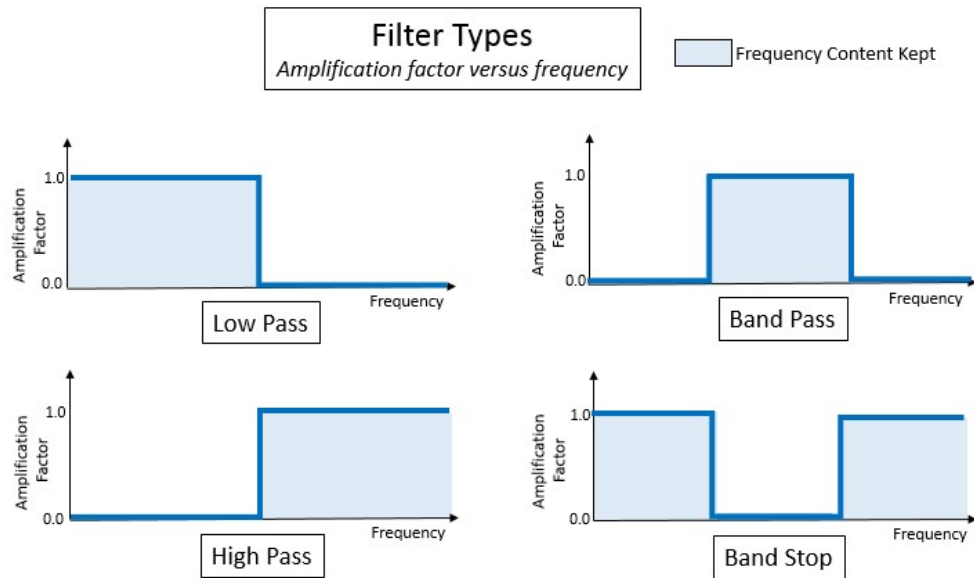 Filter Types
Amplification factor versus frequency
Frequency Content Kept
Amplification
Factor
1.0
0.0
Frequency
Low Pass
Amplification
Factor
1.0
0.0
Frequency
Band Pass
Amplification
Factor
1.0
0.0
Frequency
High Pass
Amplification
Factor
1.0
0.0
Frequency
Band Stop